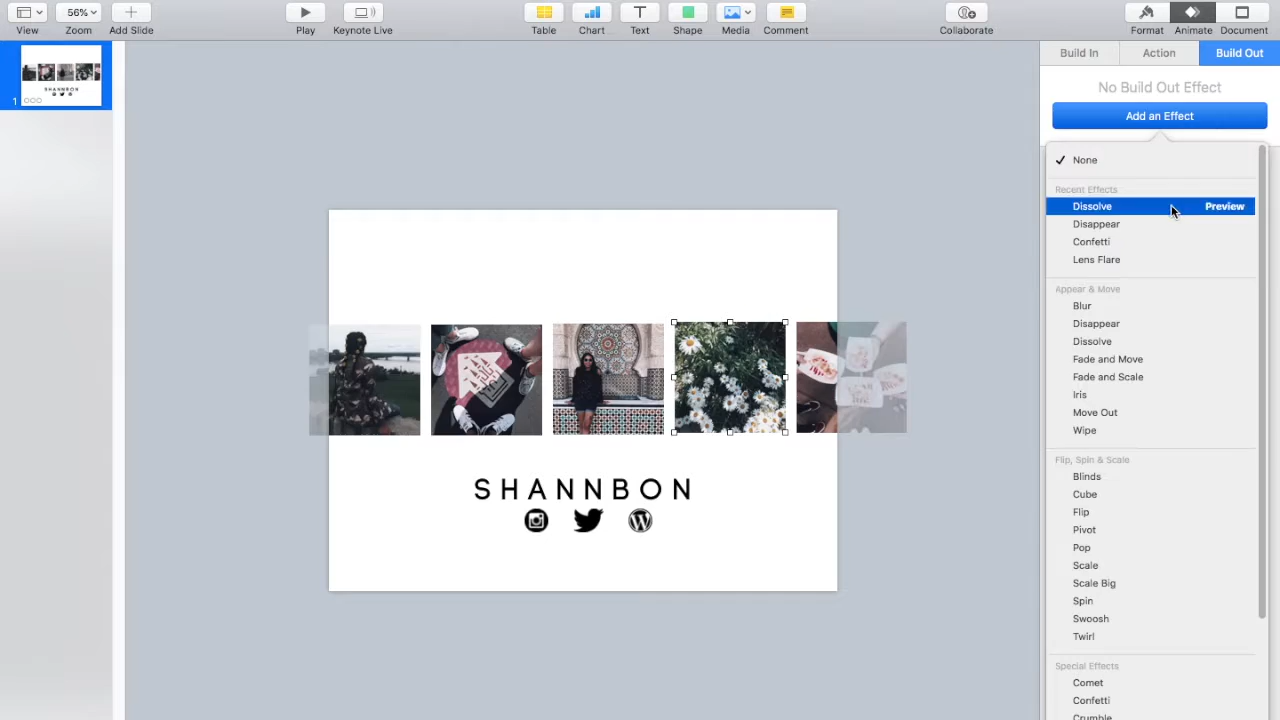 56%
View
Zoom
Add Slide
Play
Keynote Live
Table
Chart
Text
Shape
Media
Comment
Collaborate
Format
Animate
Document
1
SHANNBON
SHANNBON
Build In
Action
Build Out
No Build Out Effect
Add an Effect
None
Recent Effects
Dissolve Preview
Disappear
Confetti
Lens Flare
Appear & Move
Blur
Disappear
Dissolve
Fade and Move
Fade and Scale
Iris
Move Out
Wipe
Flip, Spin & Scale
Blinds
Cube
Flip
Pivot
Pop
Scale
Scale Big
Spin
Swoosh
Twirl
Special Effects
Comet
Confetti
Crumble